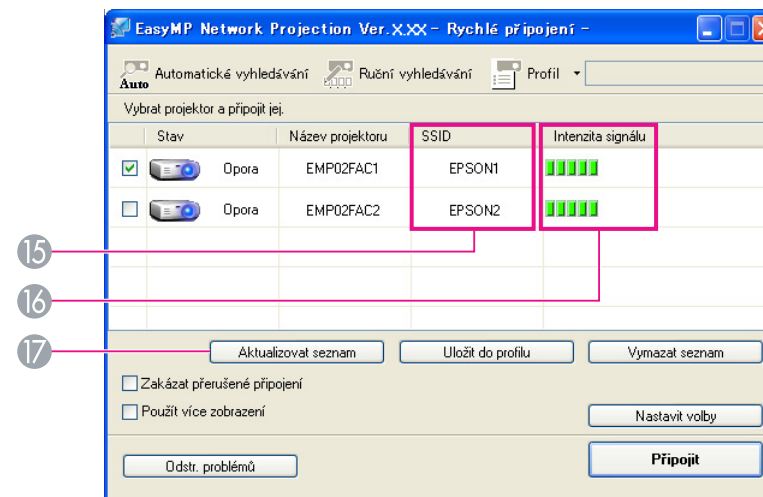 EasyMP Network Projection Ver.X.XX - Rychlé připojení -
Auto Automatické vyhledávání Ruční vyhledávání Profil
Vybrat projektor a připojit jej.
Stav Název projektoru SSID Intenzita signálu
Opora EMP02FAC1 EPSON1
Opora EMP02FAC2 EPSON2
15
16
17
Aktualizovat seznam Uložit do profilu Vymazat seznam
Zakázat přerušené připojení
Použít více zobrazení
Nastavit volby
Odstr. problémů Připojit